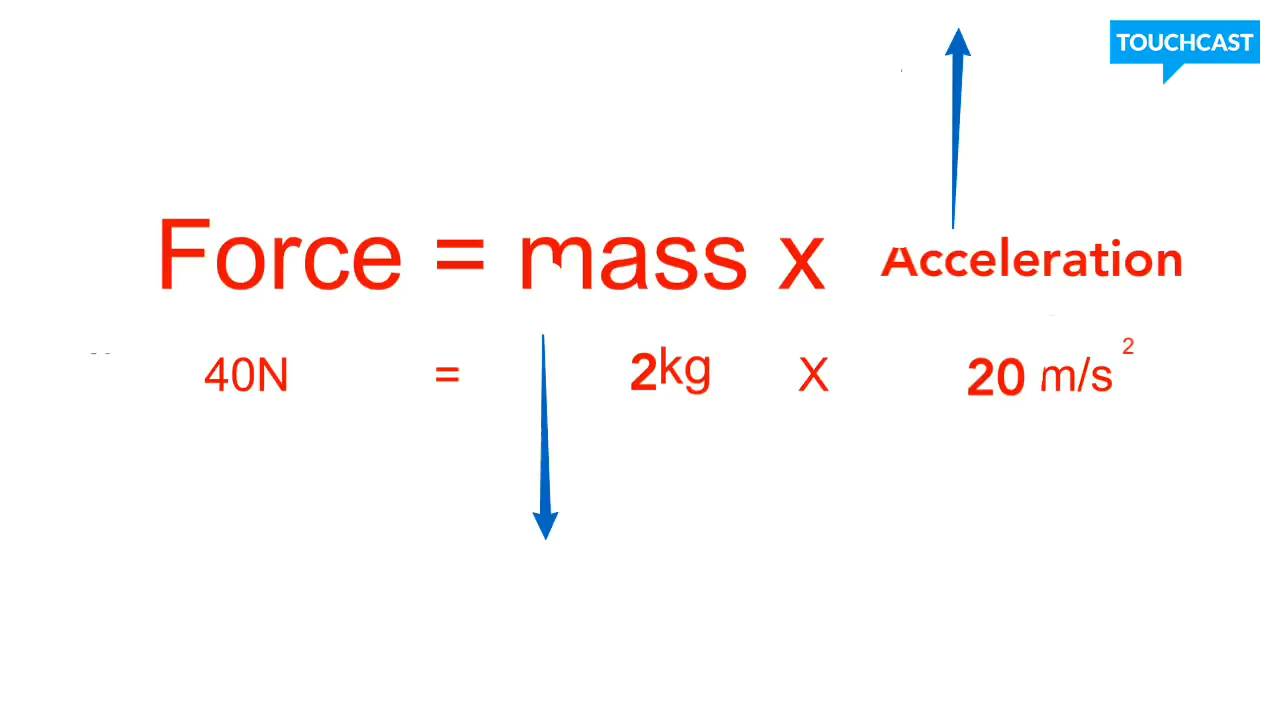 TOUCHCAST
Force = mass x Acceleration
40N = 2kg X 20 m/s²